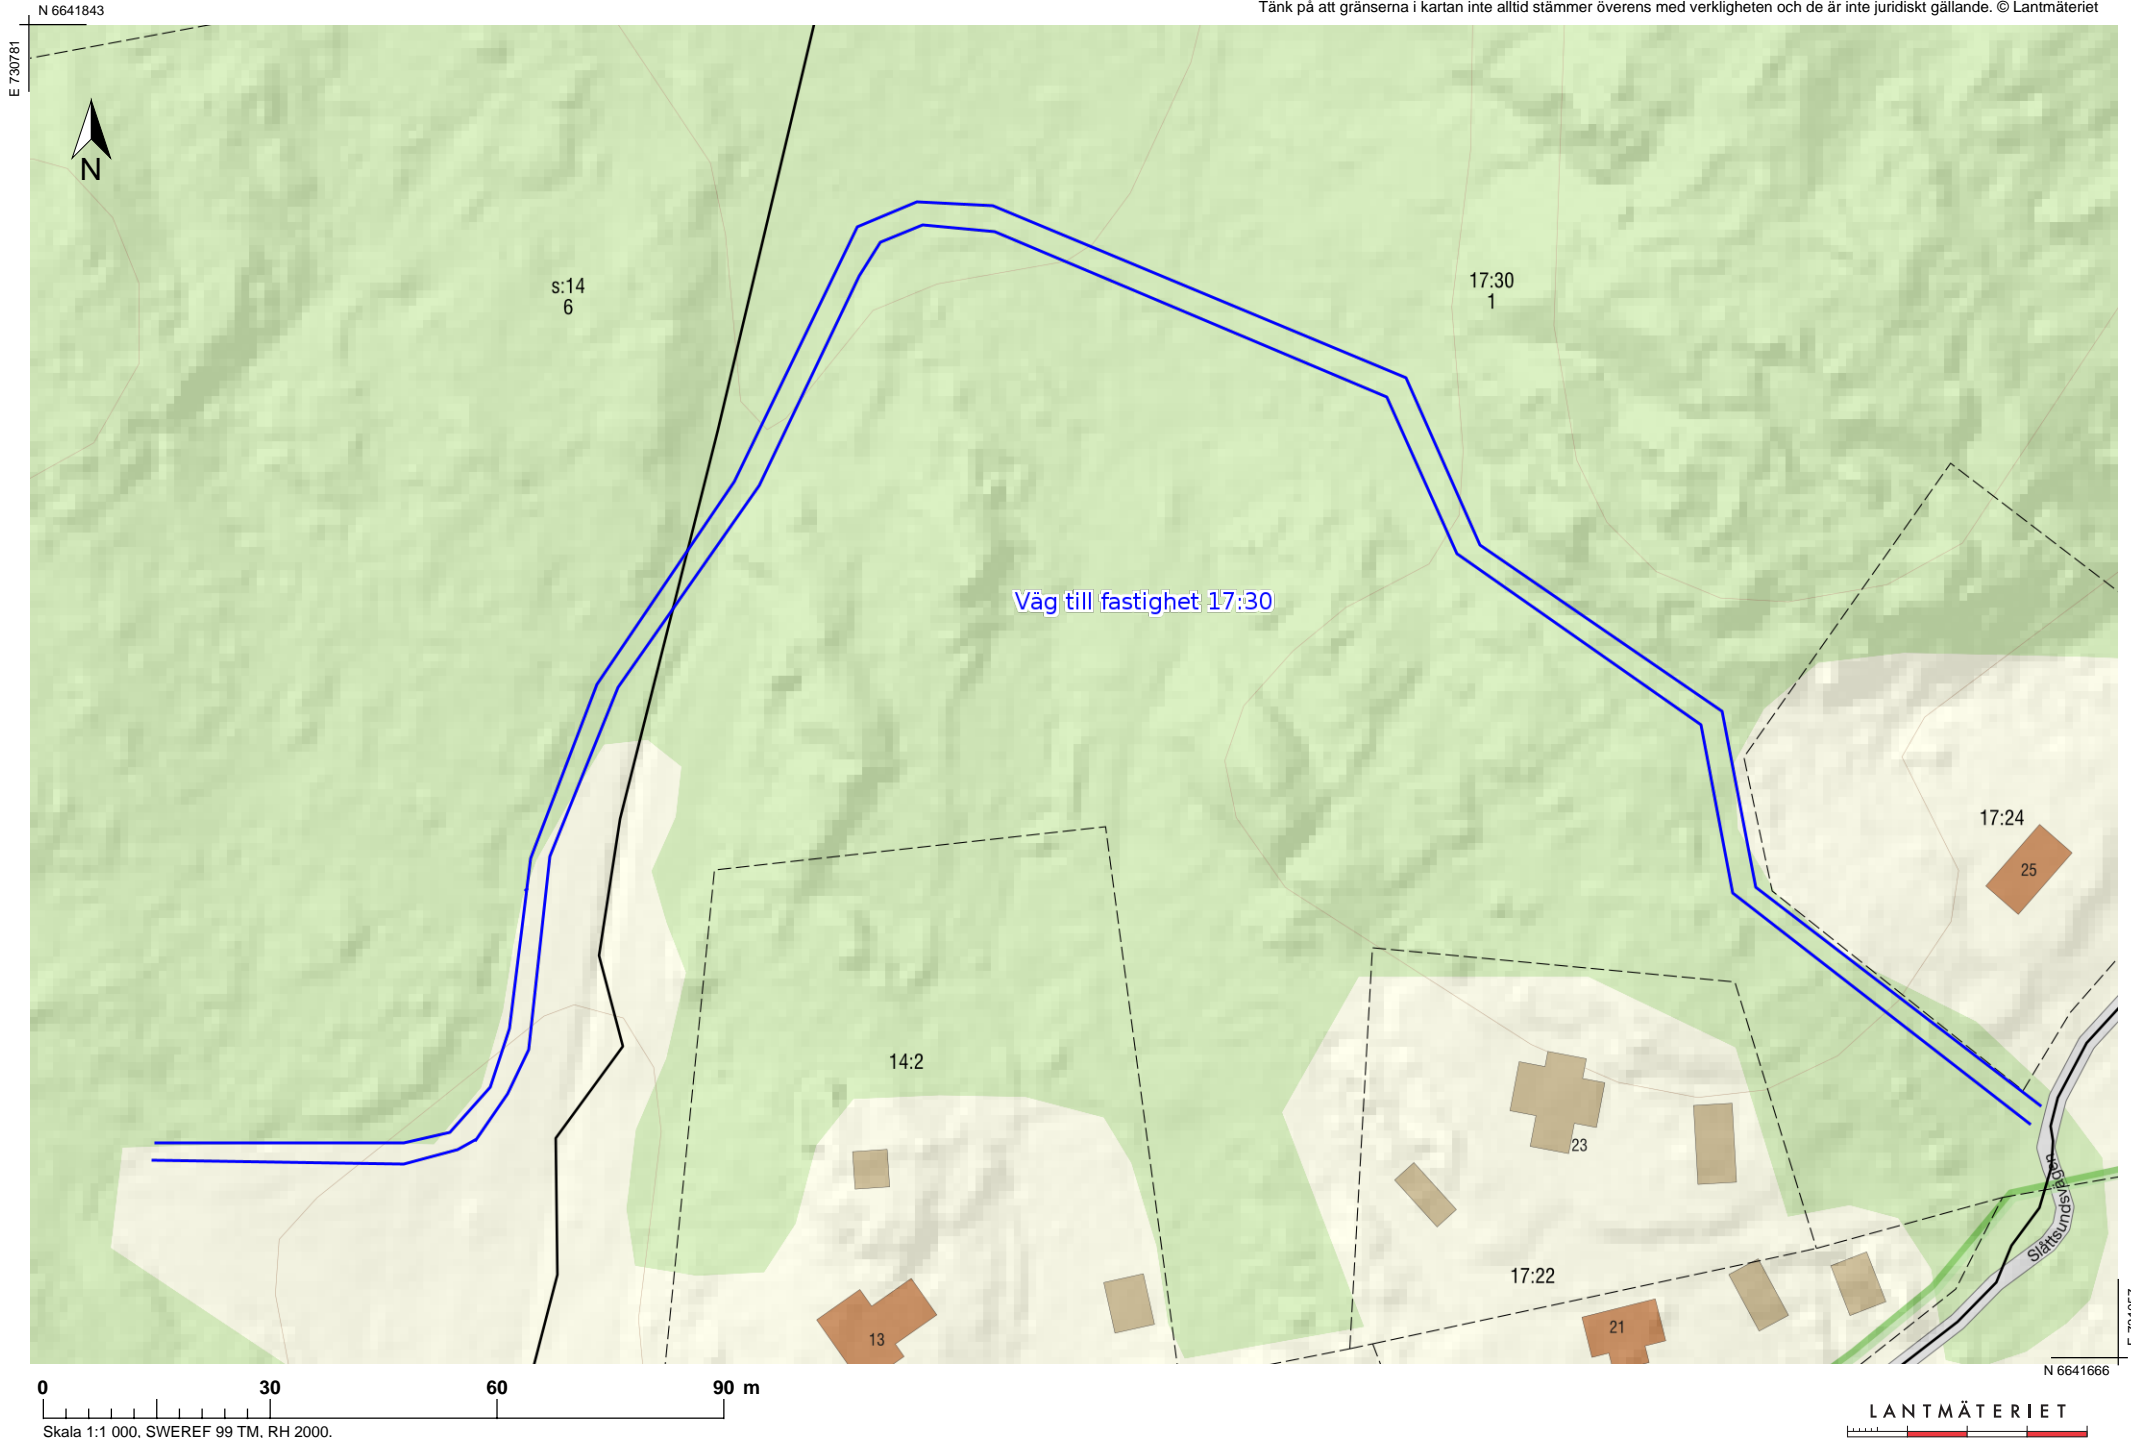 N 6641843
Tänk på att gränserna i kartan inte alltid stämmer överens med verkligheten och de är inte juridiskt gällande. © Lantmäteriet
E 730781
N
s:14
6
17:30
1
Väg till fastighet 17:30
17:24
25
14:2
23
Slåttsundsvägen
17:22
13
21
N 6641666
0 30 60 90 m
Skala 1:1 000, SWEREF 99 TM, RH 2000.
LANTMÄTERIET